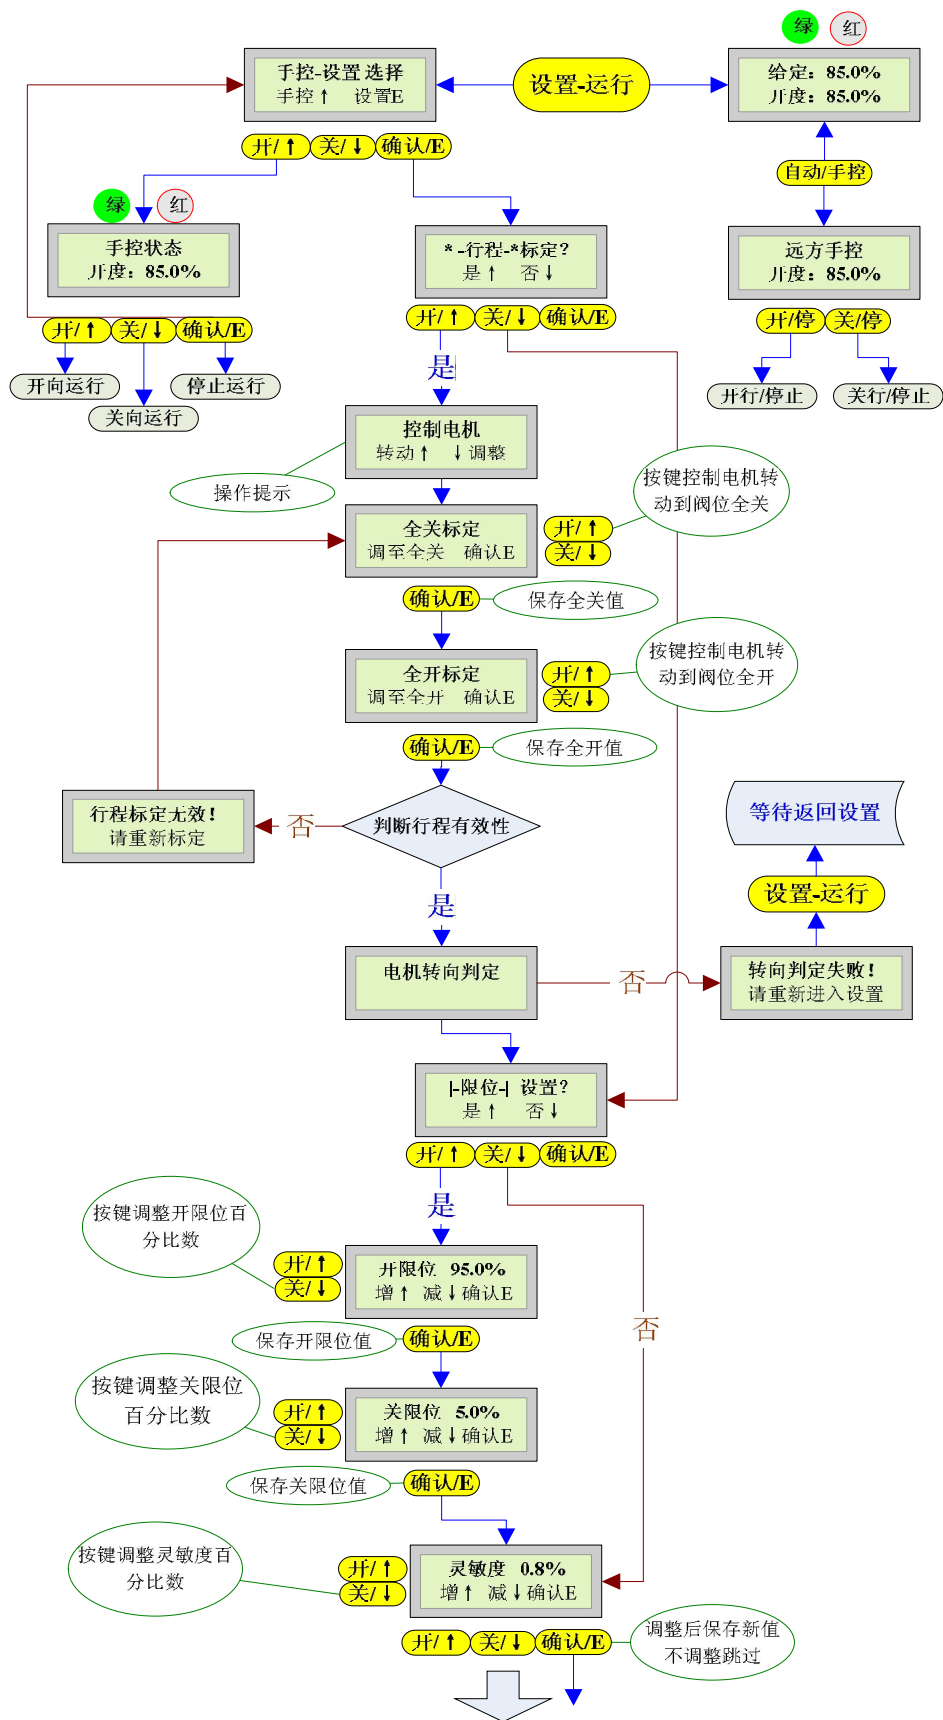 绿
红
手控-设置 选择
手控↑ 设置E
设置-运行
给定：85.0%
开度：85.0%
开/↑
关/↓
确认/E
自动/手控
绿
红
手控状态
开度：85.0%
*-行程-*标定？
是↑ 否↓
远方手控
开度：85.0%
开/↑
关/↓
确认/E
开/↑
关/↓
确认/E
开/停
关/停
开向运行
关向运行
停止运行
是
开行/停止
关行/停止
控制电机
转动↑ ↓调整
操作提示
按键控制电机转
动到阀位全关
全关标定
调至全关 确认E
开/↑
关/↓
确认/E
保存全关值
全开标定
调至全开 确认E
开/↑
关/↓
按键控制电机转
动到阀位全开
确认/E
保存全开值
行程标定无效！
请重新标定
否
判断行程有效性
等待返回设置
设置-运行
是
电机转向判定
否
转向判定失败！
请重新进入设置
|-限位-| 设置？
是↑ 否↓
开/↑
关/↓
确认/E
是
按键调整开限位百
分比数
开/↑
关/↓
开限位 95.0%
增↑ 减↓确认E
否
保存开限位值
确认/E
按键调整关限位
百分比数
开/↑
关/↓
关限位 5.0%
增↑ 减↓确认E
保存关限位值
确认/E
按键调整灵敏度百
分比数
开/↑
关/↓
灵敏度 0.8%
增↑ 减↓确认E
开/↑
关/↓
确认/E
调整后保存新值
不调整跳过